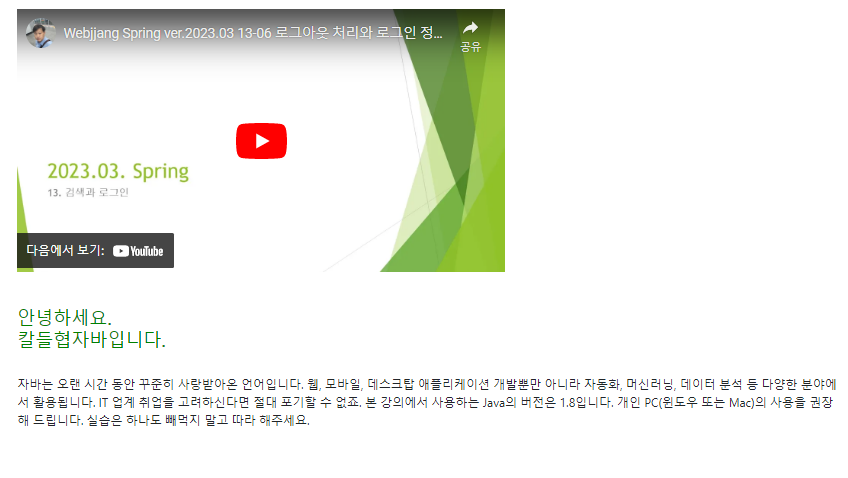 Webjjang Spring ver.2023.03 13-06 로그아웃 처리와 로그인 정...
공유
2023.03. Spring
13. 검색과 로그인
다음에서 보기: YouTube
안녕하세요.
칼들협자바입니다.
자바는 오랜 시간 동안 꾸준히 사랑받아온 언어입니다. 웹, 모바일, 데스크탑 애플리케이션 개발뿐만 아니라 자동화, 머신러닝, 데이터 분석 등 다양한 분야에
서 활용됩니다. IT 업계 취업을 고려하신다면 절대 포기할 수 없죠. 본 강의에서 사용하는 Java의 버전은 1.8입니다. 개인 PC(윈도우 또는 Mac)의 사용을 권장
해 드립니다. 실습은 하나도 빼먹지 말고 따라 해주세요.